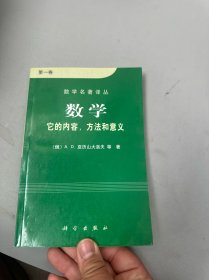 第一卷
数学名著译丛
数学
它的内容,方法和意义
〔俄〕A. D. 亚历山大洛夫 等 著
科学出版社